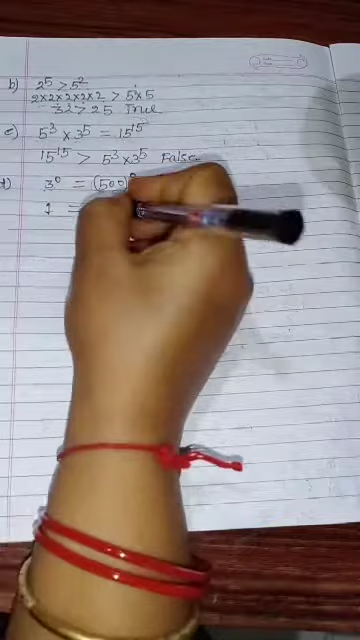 b) 2⁵ > 5²
2×2×2×2×2 > 5×5
32 > 25 True
c) 5³ × 3⁵ = 15¹⁵
15¹⁵ > 5³ × 3⁵ False
d) 3⁰ = (500)⁰
1 =